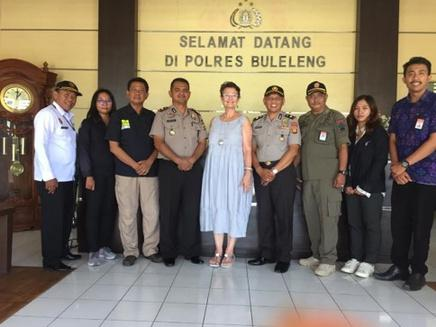 SELAMAT DATANG
DI POLRES BULELENG